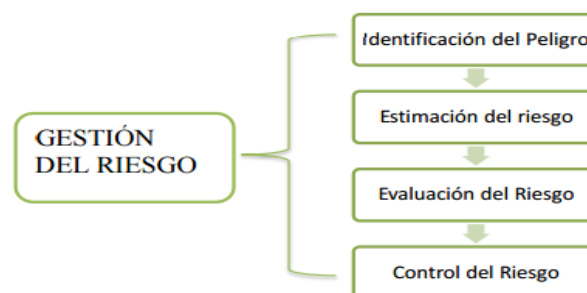 GESTIÓN
DEL RIESGO
Identificación del Peligro
Estimación del riesgo
Evaluación del Riesgo
Control del Riesgo